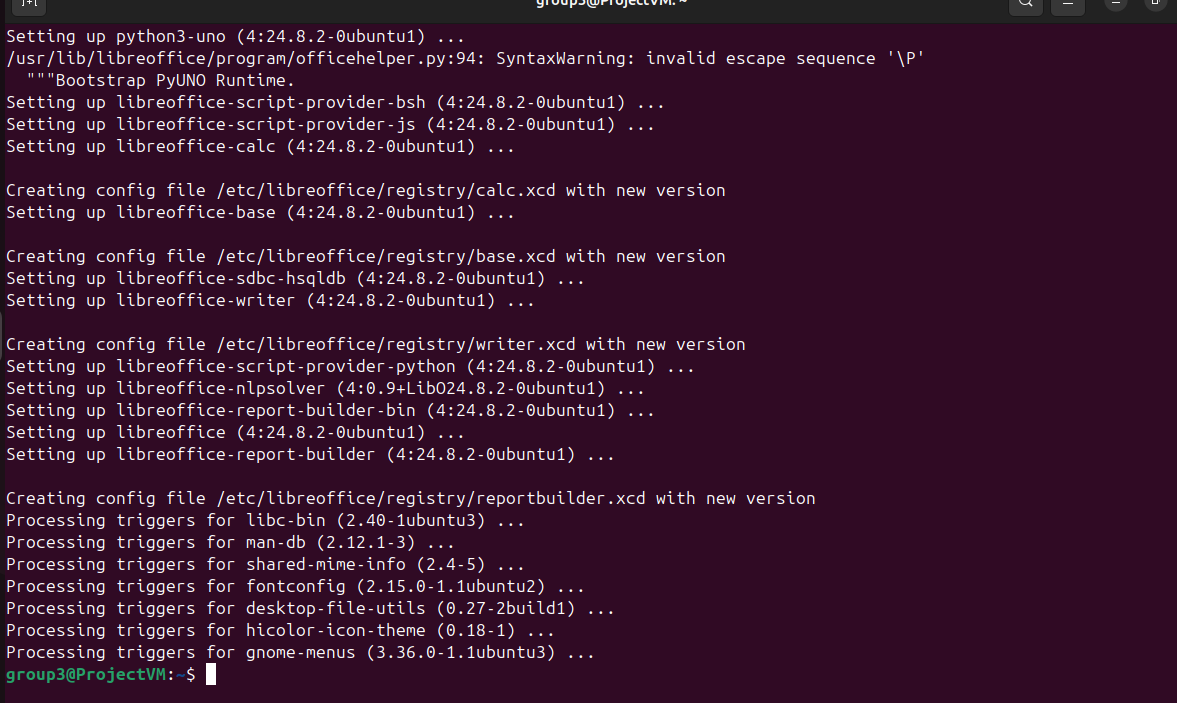 group3@ProjectVM: ~
Setting up python3-uno (4:24.8.2-0ubuntu1) ...
/usr/lib/libreoffice/program/officehelper.py:94: SyntaxWarning: invalid escape sequence '\P'
  """Bootstrap PyUNO Runtime.
Setting up libreoffice-script-provider-bsh (4:24.8.2-0ubuntu1) ...
Setting up libreoffice-script-provider-js (4:24.8.2-0ubuntu1) ...
Setting up libreoffice-calc (4:24.8.2-0ubuntu1) ...

Creating config file /etc/libreoffice/registry/calc.xcd with new version
Setting up libreoffice-base (4:24.8.2-0ubuntu1) ...

Creating config file /etc/libreoffice/registry/base.xcd with new version
Setting up libreoffice-sdbc-hsqldb (4:24.8.2-0ubuntu1) ...
Setting up libreoffice-writer (4:24.8.2-0ubuntu1) ...

Creating config file /etc/libreoffice/registry/writer.xcd with new version
Setting up libreoffice-script-provider-python (4:24.8.2-0ubuntu1) ...
Setting up libreoffice-nlpsolver (4:0.9+LibO24.8.2-0ubuntu1) ...
Setting up libreoffice-report-builder-bin (4:24.8.2-0ubuntu1) ...
Setting up libreoffice (4:24.8.2-0ubuntu1) ...
Setting up libreoffice-report-builder (4:24.8.2-0ubuntu1) ...

Creating config file /etc/libreoffice/registry/reportbuilder.xcd with new version
Processing triggers for libc-bin (2.40-1ubuntu3) ...
Processing triggers for man-db (2.12.1-3) ...
Processing triggers for shared-mime-info (2.4-5) ...
Processing triggers for fontconfig (2.15.0-1.1ubuntu2) ...
Processing triggers for desktop-file-utils (0.27-2build1) ...
Processing triggers for hicolor-icon-theme (0.18-1) ...
Processing triggers for gnome-menus (3.36.0-1.1ubuntu3) ...
group3@ProjectVM:~$